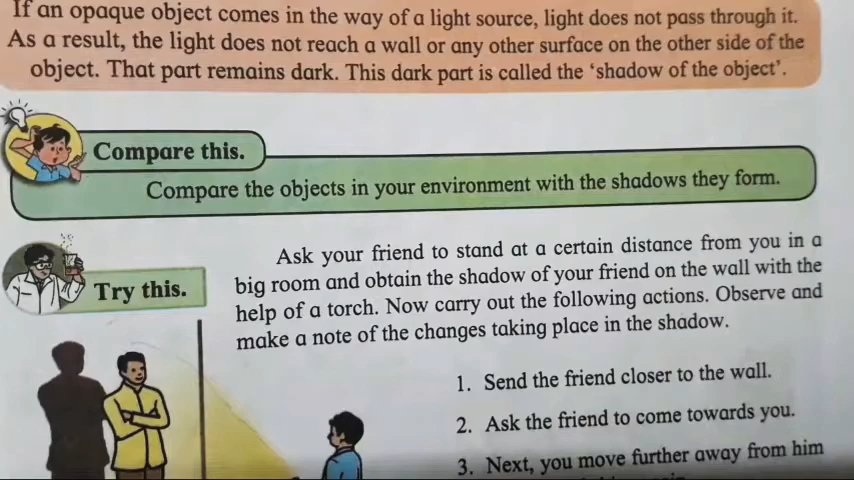 If an opaque object comes in the way of a light source, light does not pass through it.
As a result, the light does not reach a wall or any other surface on the other side of the
object. That part remains dark. This dark part is called the ‘shadow of the object’.
Compare this.
Compare the objects in your environment with the shadows they form.
Try this.
Ask your friend to stand at a certain distance from you in a
big room and obtain the shadow of your friend on the wall with the
help of a torch. Now carry out the following actions. Observe and
make a note of the changes taking place in the shadow.
1. Send the friend closer to the wall.
2. Ask the friend to come towards you.
3. Next, you move further away from him